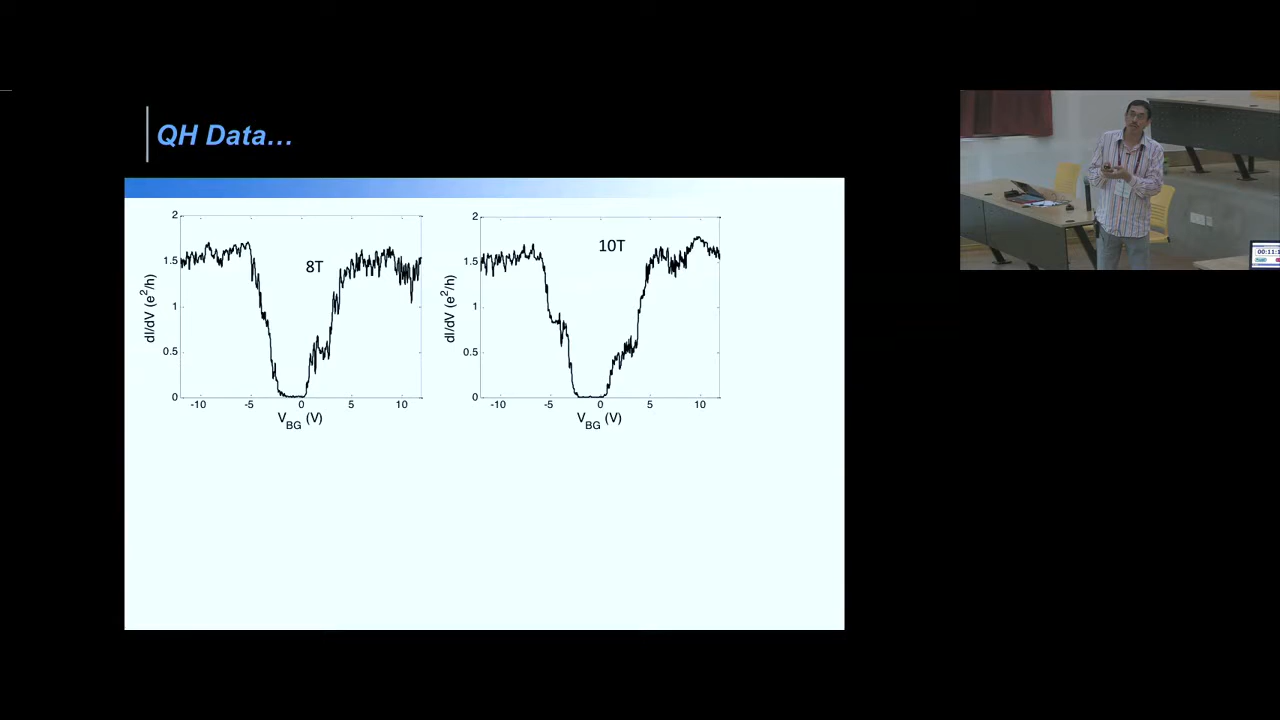 QH Data...
2
1.5
1
0.5
0
dI/dV (e²/h)
8T
-10 -5 0 5 10
V_BG (V)
2
1.5
1
0.5
0
dI/dV (e²/h)
10T
-10 -5 0 5 10
V_BG (V)